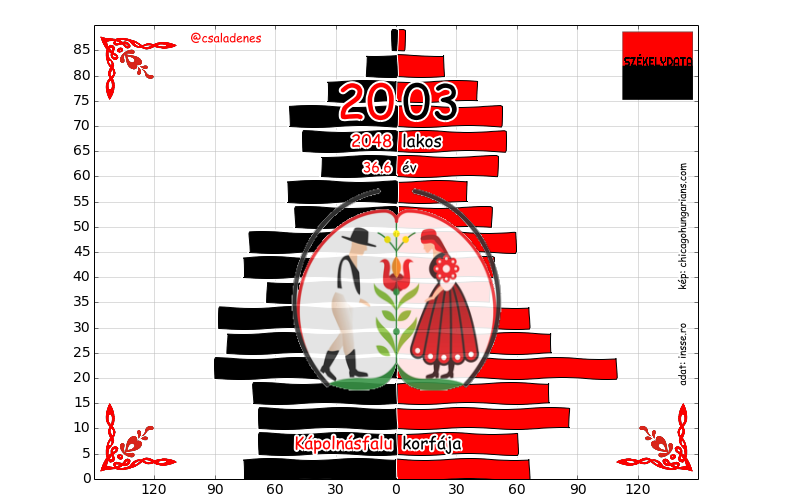 @csaladenes
SZÉKELYDATA
2003
2048 lakos
36.6 év
kép: chicagohungarians.com
adat: insse.ro
Kápolnásfalu korfája
85
80
75
70
65
60
55
50
45
40
35
30
25
20
15
10
5
0
120 90 60 30 0 30 60 90 120